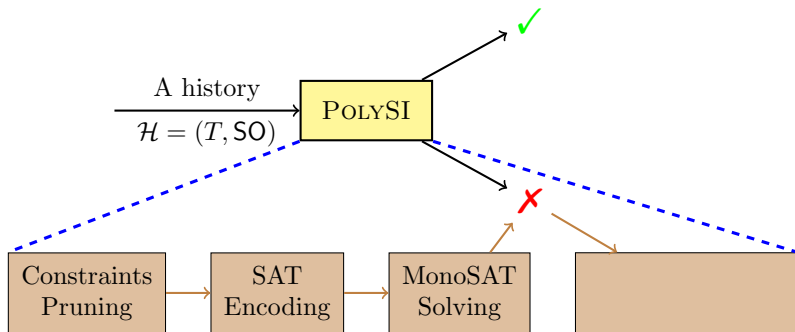 A history
H = (T, SO)
POLYSI
✓
✗
Constraints
Pruning
SAT
Encoding
MonoSAT
Solving